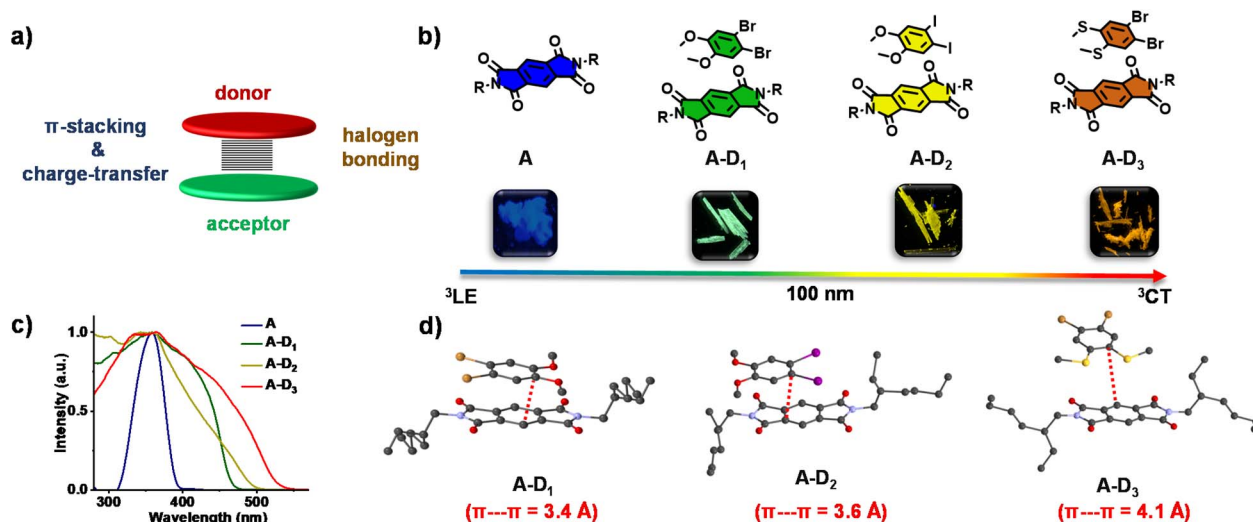 a)
donor
π-stacking
&
charge-transfer
halogen
bonding
acceptor
b)
O
O
N-R
R-N
O
O
A
O
Br
O
Br
O
O
N-R
R-N
O
O
A-D₁
O
I
O
I
O
O
N-R
R-N
O
O
A-D₂
S
Br
S
Br
O
O
N-R
R-N
O
O
A-D₃
³LE
100 nm
³CT
c)
Intensity (a.u.)
1.0
0.5
0.0
300
400
500
Wavelength (nm)
A
A-D₁
A-D₂
A-D₃
d)
A-D₁
(π---π = 3.4 Å)
A-D₂
(π---π = 3.6 Å)
A-D₃
(π---π = 4.1 Å)